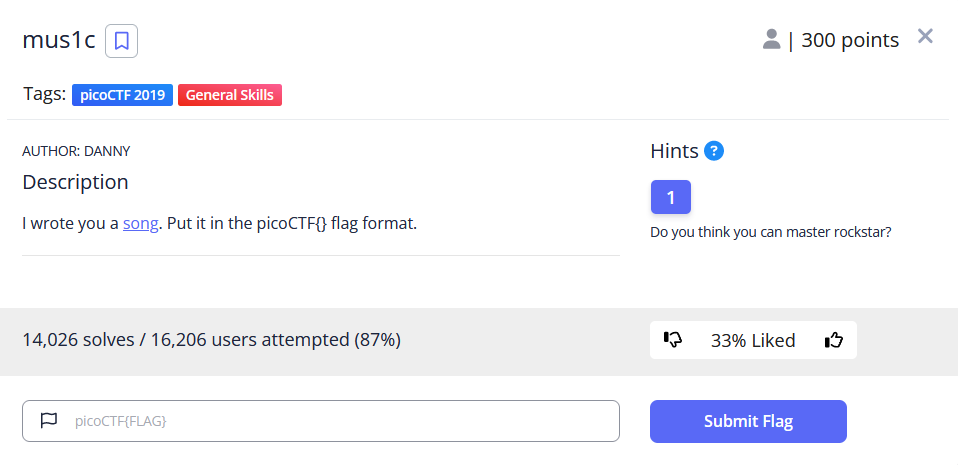 mus1c
| 300 points
Tags: picoCTF 2019 General Skills
AUTHOR: DANNY
Description
I wrote you a song. Put it in the picoCTF{} flag format.
Hints ?
1
Do you think you can master rockstar?
14,026 solves / 16,206 users attempted (87%)
33% Liked
picoCTF{FLAG}
Submit Flag